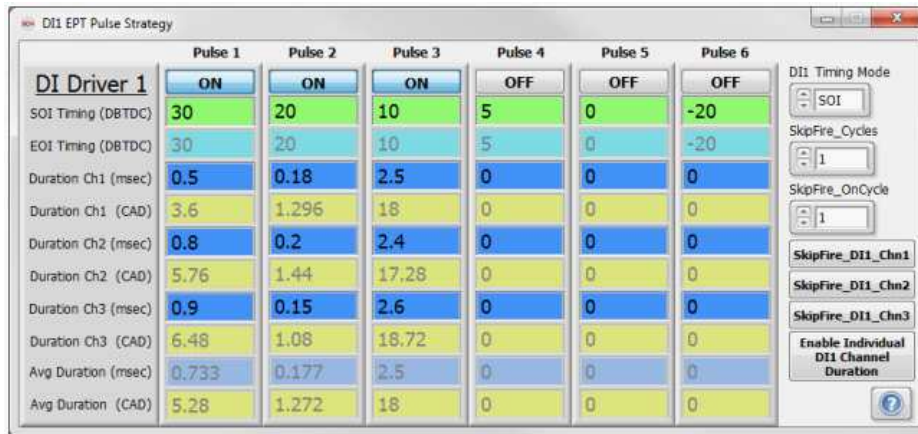 DI1 EPT Pulse Strategy
Pulse 1 Pulse 2 Pulse 3 Pulse 4 Pulse 5 Pulse 6
DI Driver 1 ON ON ON OFF OFF OFF
SOI Timing (DBTDC) 30 20 10 5 0 -20
EOI Timing (DBTDC) 30 20 10 5 0 -20
Duration Ch1 (msec) 0.5 0.18 2.5 0 0 0
Duration Ch1 (CAD) 3.6 1.296 18 0 0 0
Duration Ch2 (msec) 0.8 0.2 2.4 0 0 0
Duration Ch2 (CAD) 5.76 1.44 17.28 0 0 0
Duration Ch3 (msec) 0.9 0.15 2.6 0 0 0
Duration Ch3 (CAD) 6.48 1.08 18.72 0 0 0
Avg Duration (msec) 0.733 0.177 2.5 0 0 0
Avg Duration (CAD) 5.28 1.272 18 0 0 0
DI1 Timing Mode
SOI
SkipFire_Cycles
1
SkipFire_OnCycle
1
SkipFire_DI1_Chn1
SkipFire_DI1_Chn2
SkipFire_DI1_Chn3
Enable Individual
DI1 Channel
Duration
?